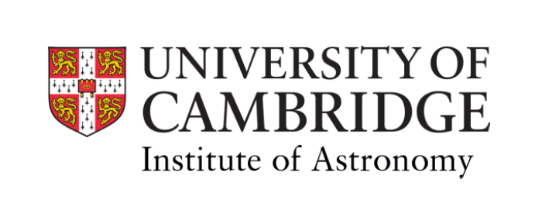 UNIVERSITY OF
CAMBRIDGE
Institute of Astronomy